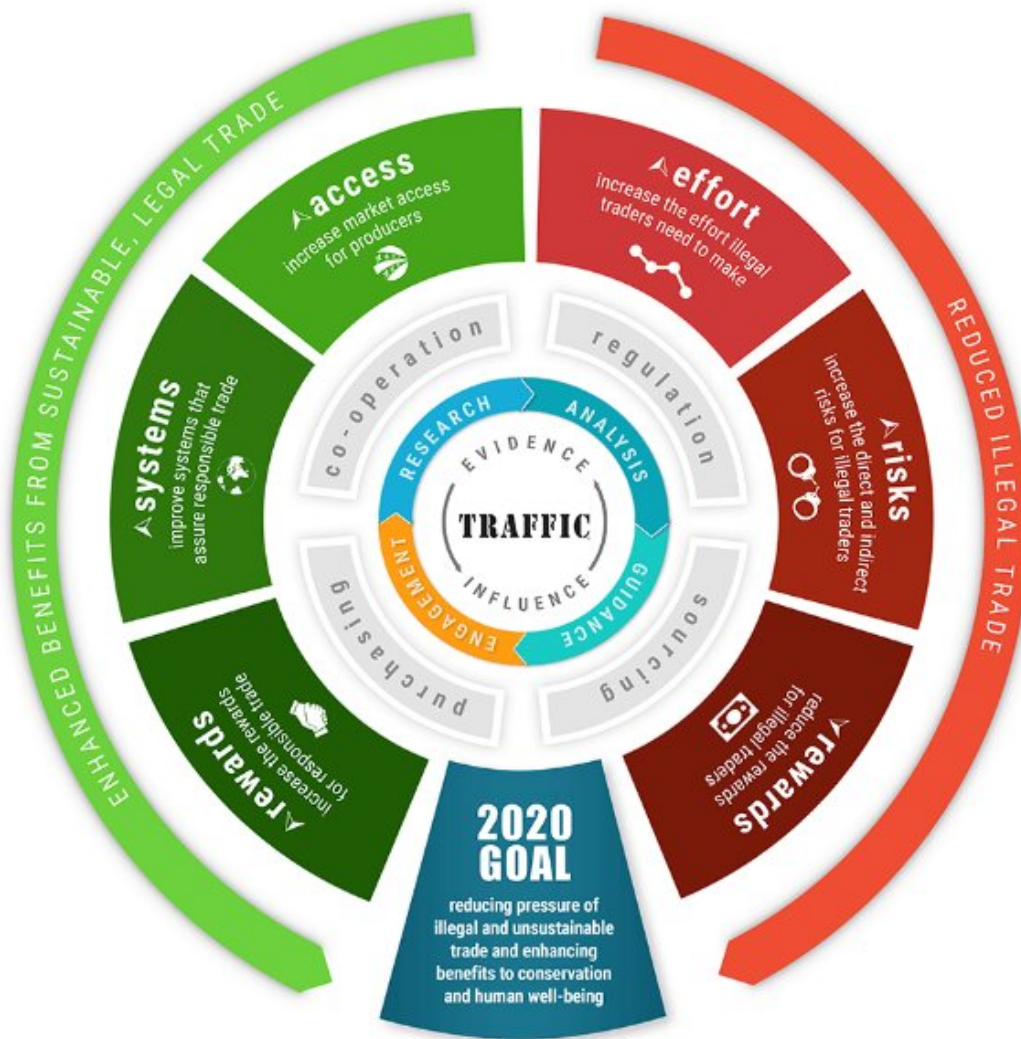 ENHANCED BENEFITS FROM SUSTAINABLE, LEGAL TRADE
REDUCED ILLEGAL TRADE
access
increase market access
for producers
effort
increase the effort illegal
traders need to make
systems
improve systems that
assure responsible trade
risks
increase the direct and indirect
risks for illegal traders
rewards
increase the rewards
for responsible trade
rewards
reduce the rewards
for illegal traders
co-operation
regulation
purchasing
sourcing
RESEARCH
ANALYSIS
GUIDANCE
ENGAGEMENT
EVIDENCE
TRAFFIC
INFLUENCE
2020
GOAL
reducing pressure of
illegal and unsustainable
trade and enhancing
benefits to conservation
and human well-being